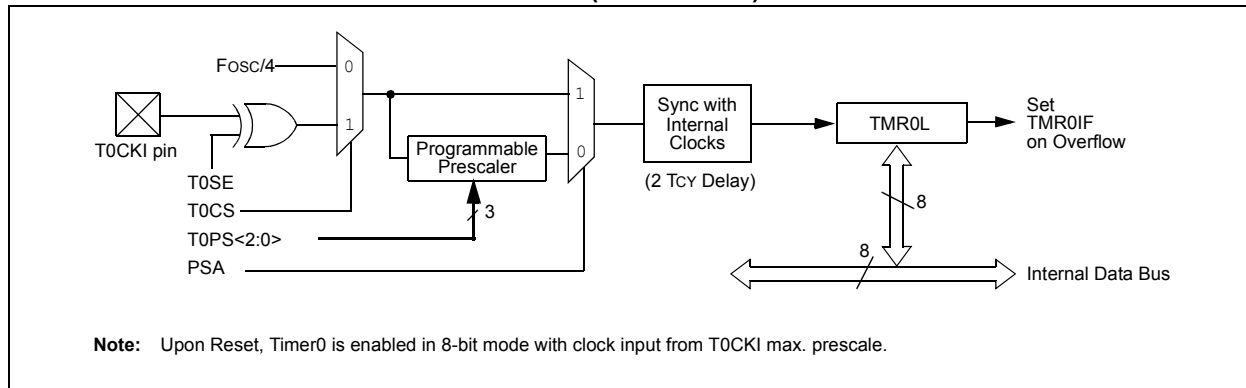 Fosc/4
0
1
T0CKI pin
T0SE
T0CS
T0PS<2:0>
PSA
Programmable
Prescaler
3
1
0
Sync with
Internal
Clocks
(2 TCY Delay)
TMR0L
Set
TMR0IF
on Overflow
8
8
Internal Data Bus
Note: Upon Reset, Timer0 is enabled in 8-bit mode with clock input from T0CKI max. prescale.